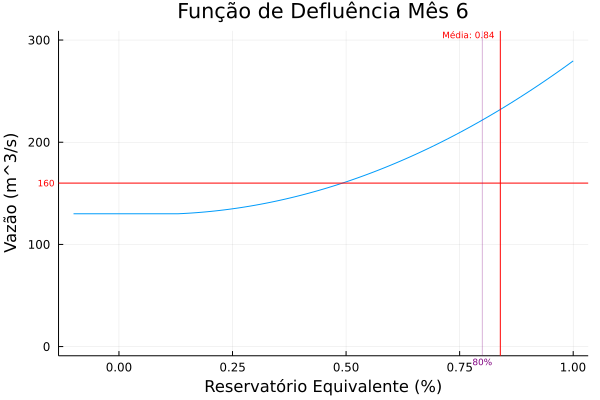 Função de Defluência Mês 6
Média: 0.84
300
200
160
100
0
Vazão (m^3/s)
0.00
0.25
0.50
0.75
80%
1.00
Reservatório Equivalente (%)